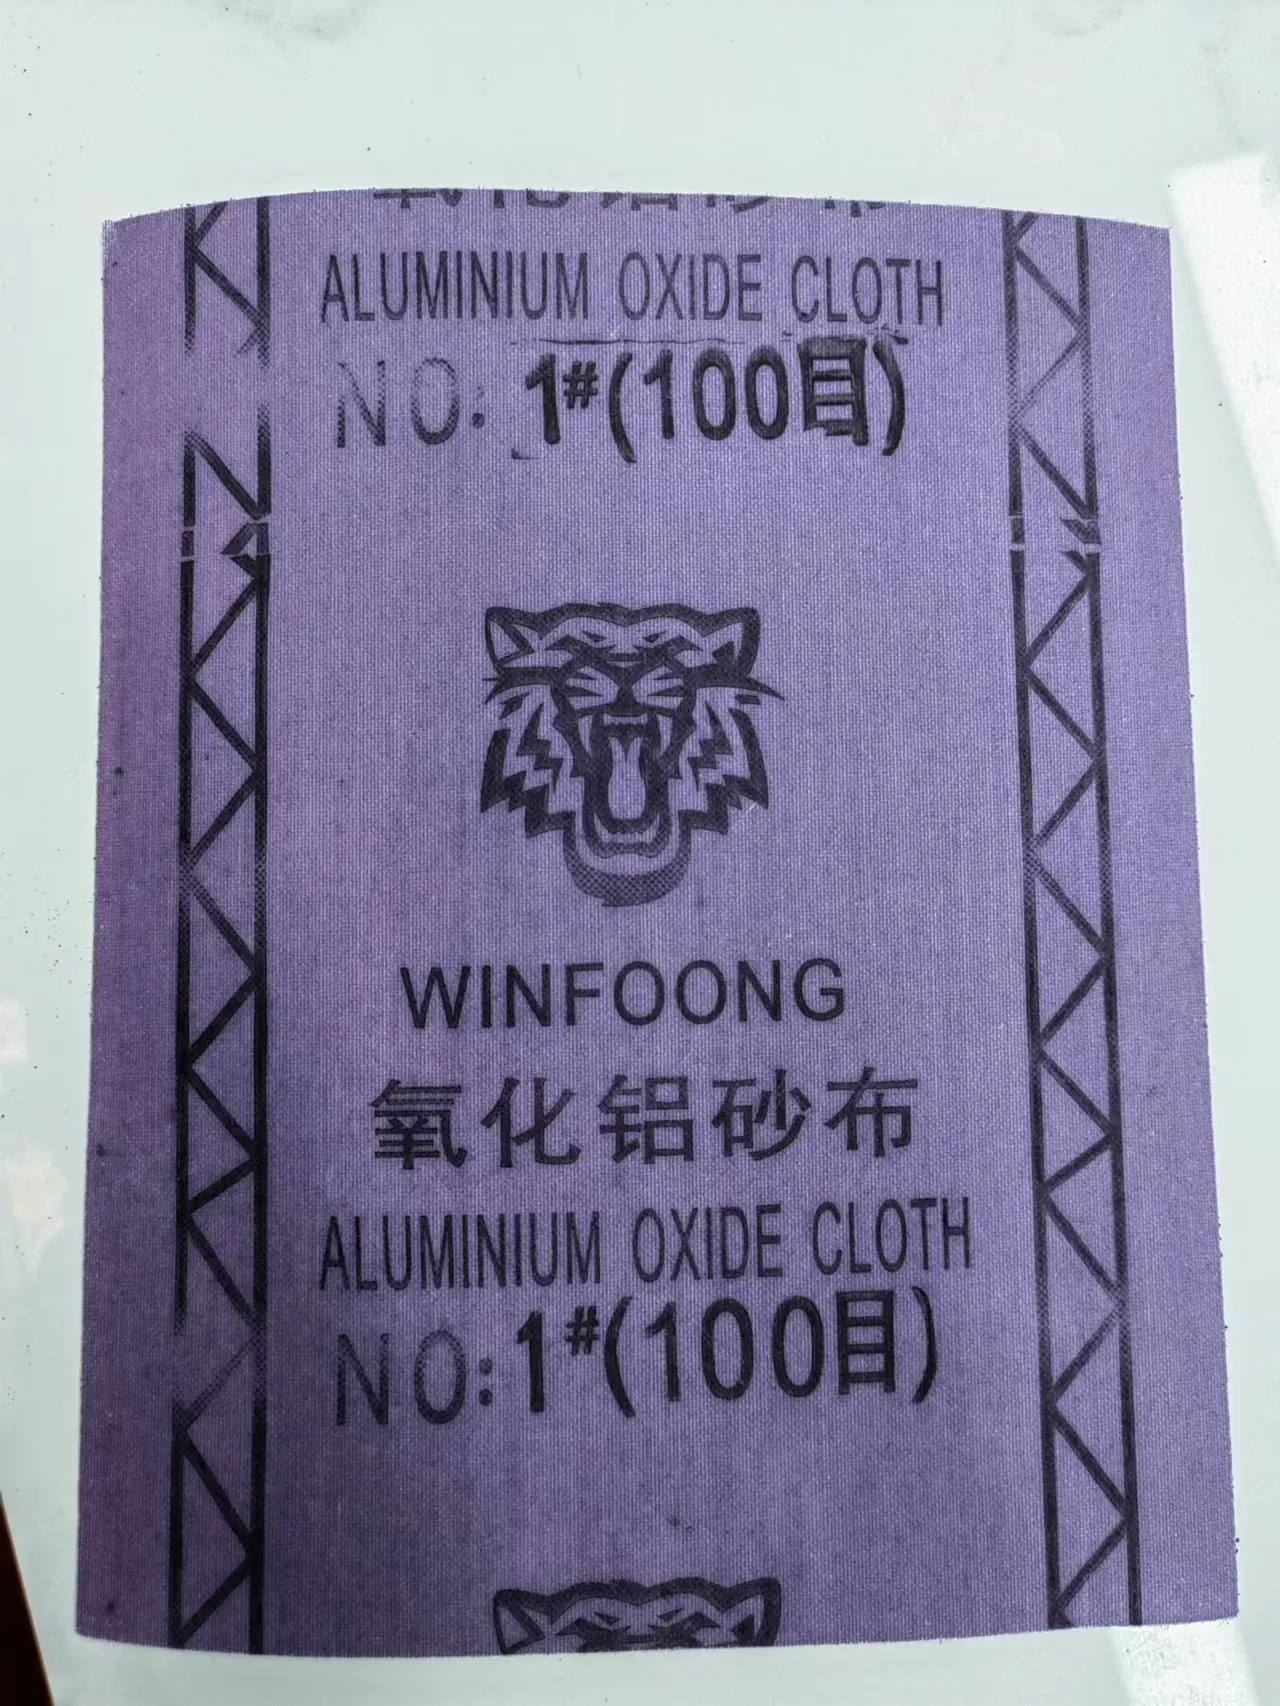 ALUMINIUM OXIDE CLOTH
NO: 1#(100目)
WINFOONG
氧化铝砂布
ALUMINIUM OXIDE CLOTH
NO: 1#(100目)